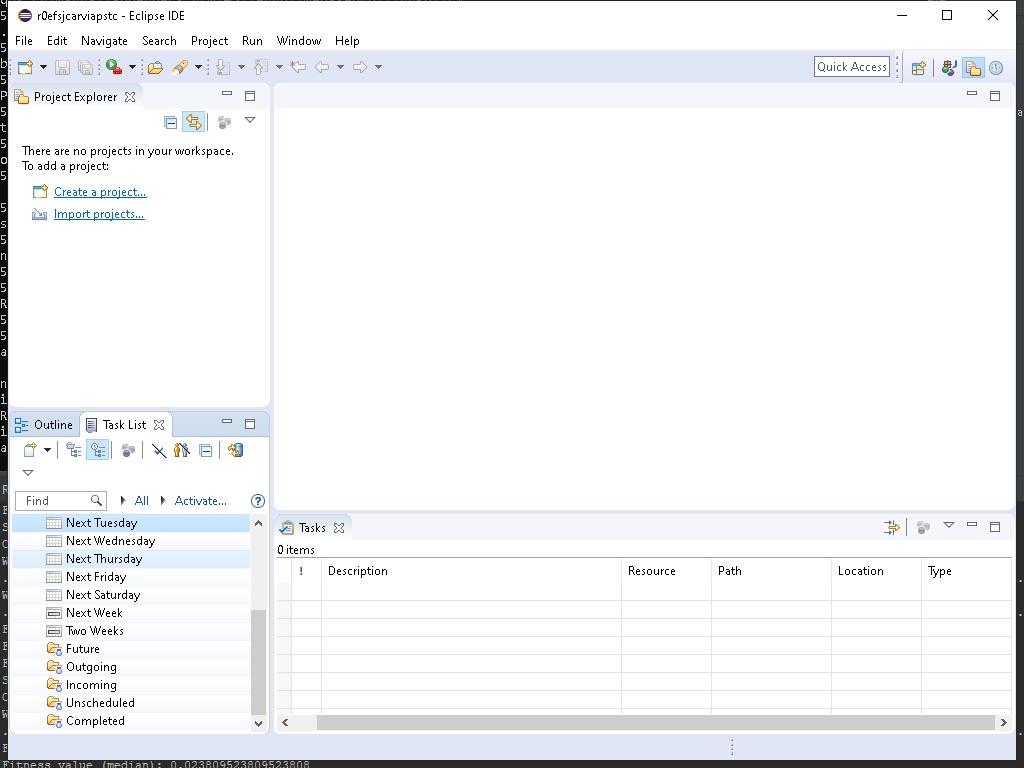 r0efsjcarviapstc - Eclipse IDE
File Edit Navigate Search Project Run Window Help
Quick Access
Project Explorer
There are no projects in your workspace.
To add a project:
Create a project...
Import projects...
Outline Task List
Find All Activate...
Next Tuesday
Next Wednesday
Next Thursday
Next Friday
Next Saturday
Next Week
Two Weeks
Future
Outgoing
Incoming
Unscheduled
Completed
Tasks
0 items
! Description Resource Path Location Type
Fitness value (median): 0.023809523809523808